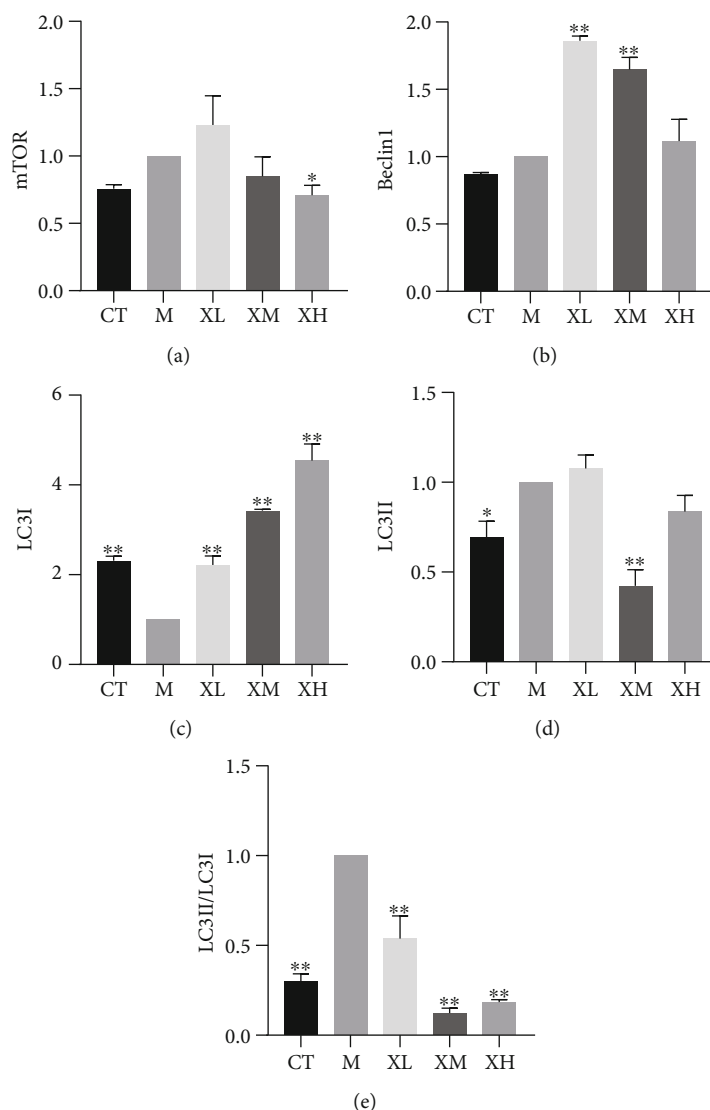 mTOR
2.0
1.5
1.0
0.5
0.0
*
CT M XL XM XH
(a)
Beclin1
2.0
1.5
1.0
0.5
0.0
** **
CT M XL XM XH
(b)
LC3I
6
4
2
0
** ** ** **
CT M XL XM XH
(c)
LC3II
1.5
1.0
0.5
0.0
* **
CT M XL XM XH
(d)
LC3II/LC3I
1.5
1.0
0.5
0.0
** ** ** **
CT M XL XM XH
(e)